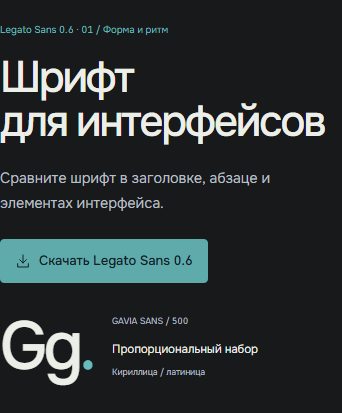 Legato Sans 0.6 · 01 / Форма и ритм
Шрифт
для интерфейсов
Сравните шрифт в заголовке, абзаце и
элементах интерфейса.
Скачать Legato Sans 0.6
Gg.
GAVIA SANS / 500
Пропорциональный набор
Кириллица / латиница